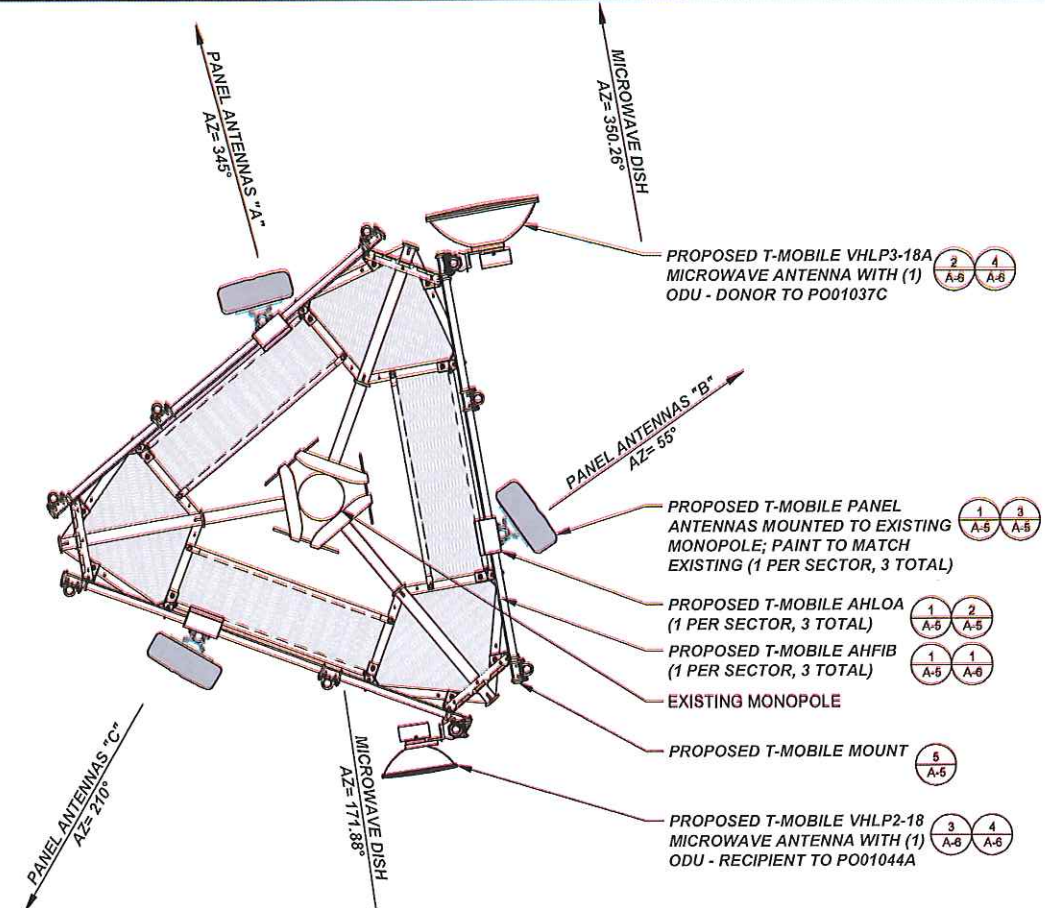 PANEL ANTENNAS "A"
AZ= 345°
MICROWAVE DISH
AZ= 350.26°
PROPOSED T-MOBILE VHLP3-18A
MICROWAVE ANTENNA WITH (1)
ODU - DONOR TO PO01037C
2
A-6
4
A-6
PANEL ANTENNAS "B"
AZ= 55°
PROPOSED T-MOBILE PANEL
ANTENNAS MOUNTED TO EXISTING
MONOPOLE; PAINT TO MATCH
EXISTING (1 PER SECTOR, 3 TOTAL)
1
A-5
3
A-5
PROPOSED T-MOBILE AHLOA
(1 PER SECTOR, 3 TOTAL)
1
A-5
2
A-5
PROPOSED T-MOBILE AHFIB
(1 PER SECTOR, 3 TOTAL)
1
A-5
1
A-6
EXISTING MONOPOLE
PROPOSED T-MOBILE MOUNT
5
A-5
PROPOSED T-MOBILE VHLP2-18
MICROWAVE ANTENNA WITH (1)
ODU - RECIPIENT TO PO01044A
3
A-6
4
A-6
PANEL ANTENNAS "C"
AZ= 210°
MICROWAVE DISH
AZ= 171.88°